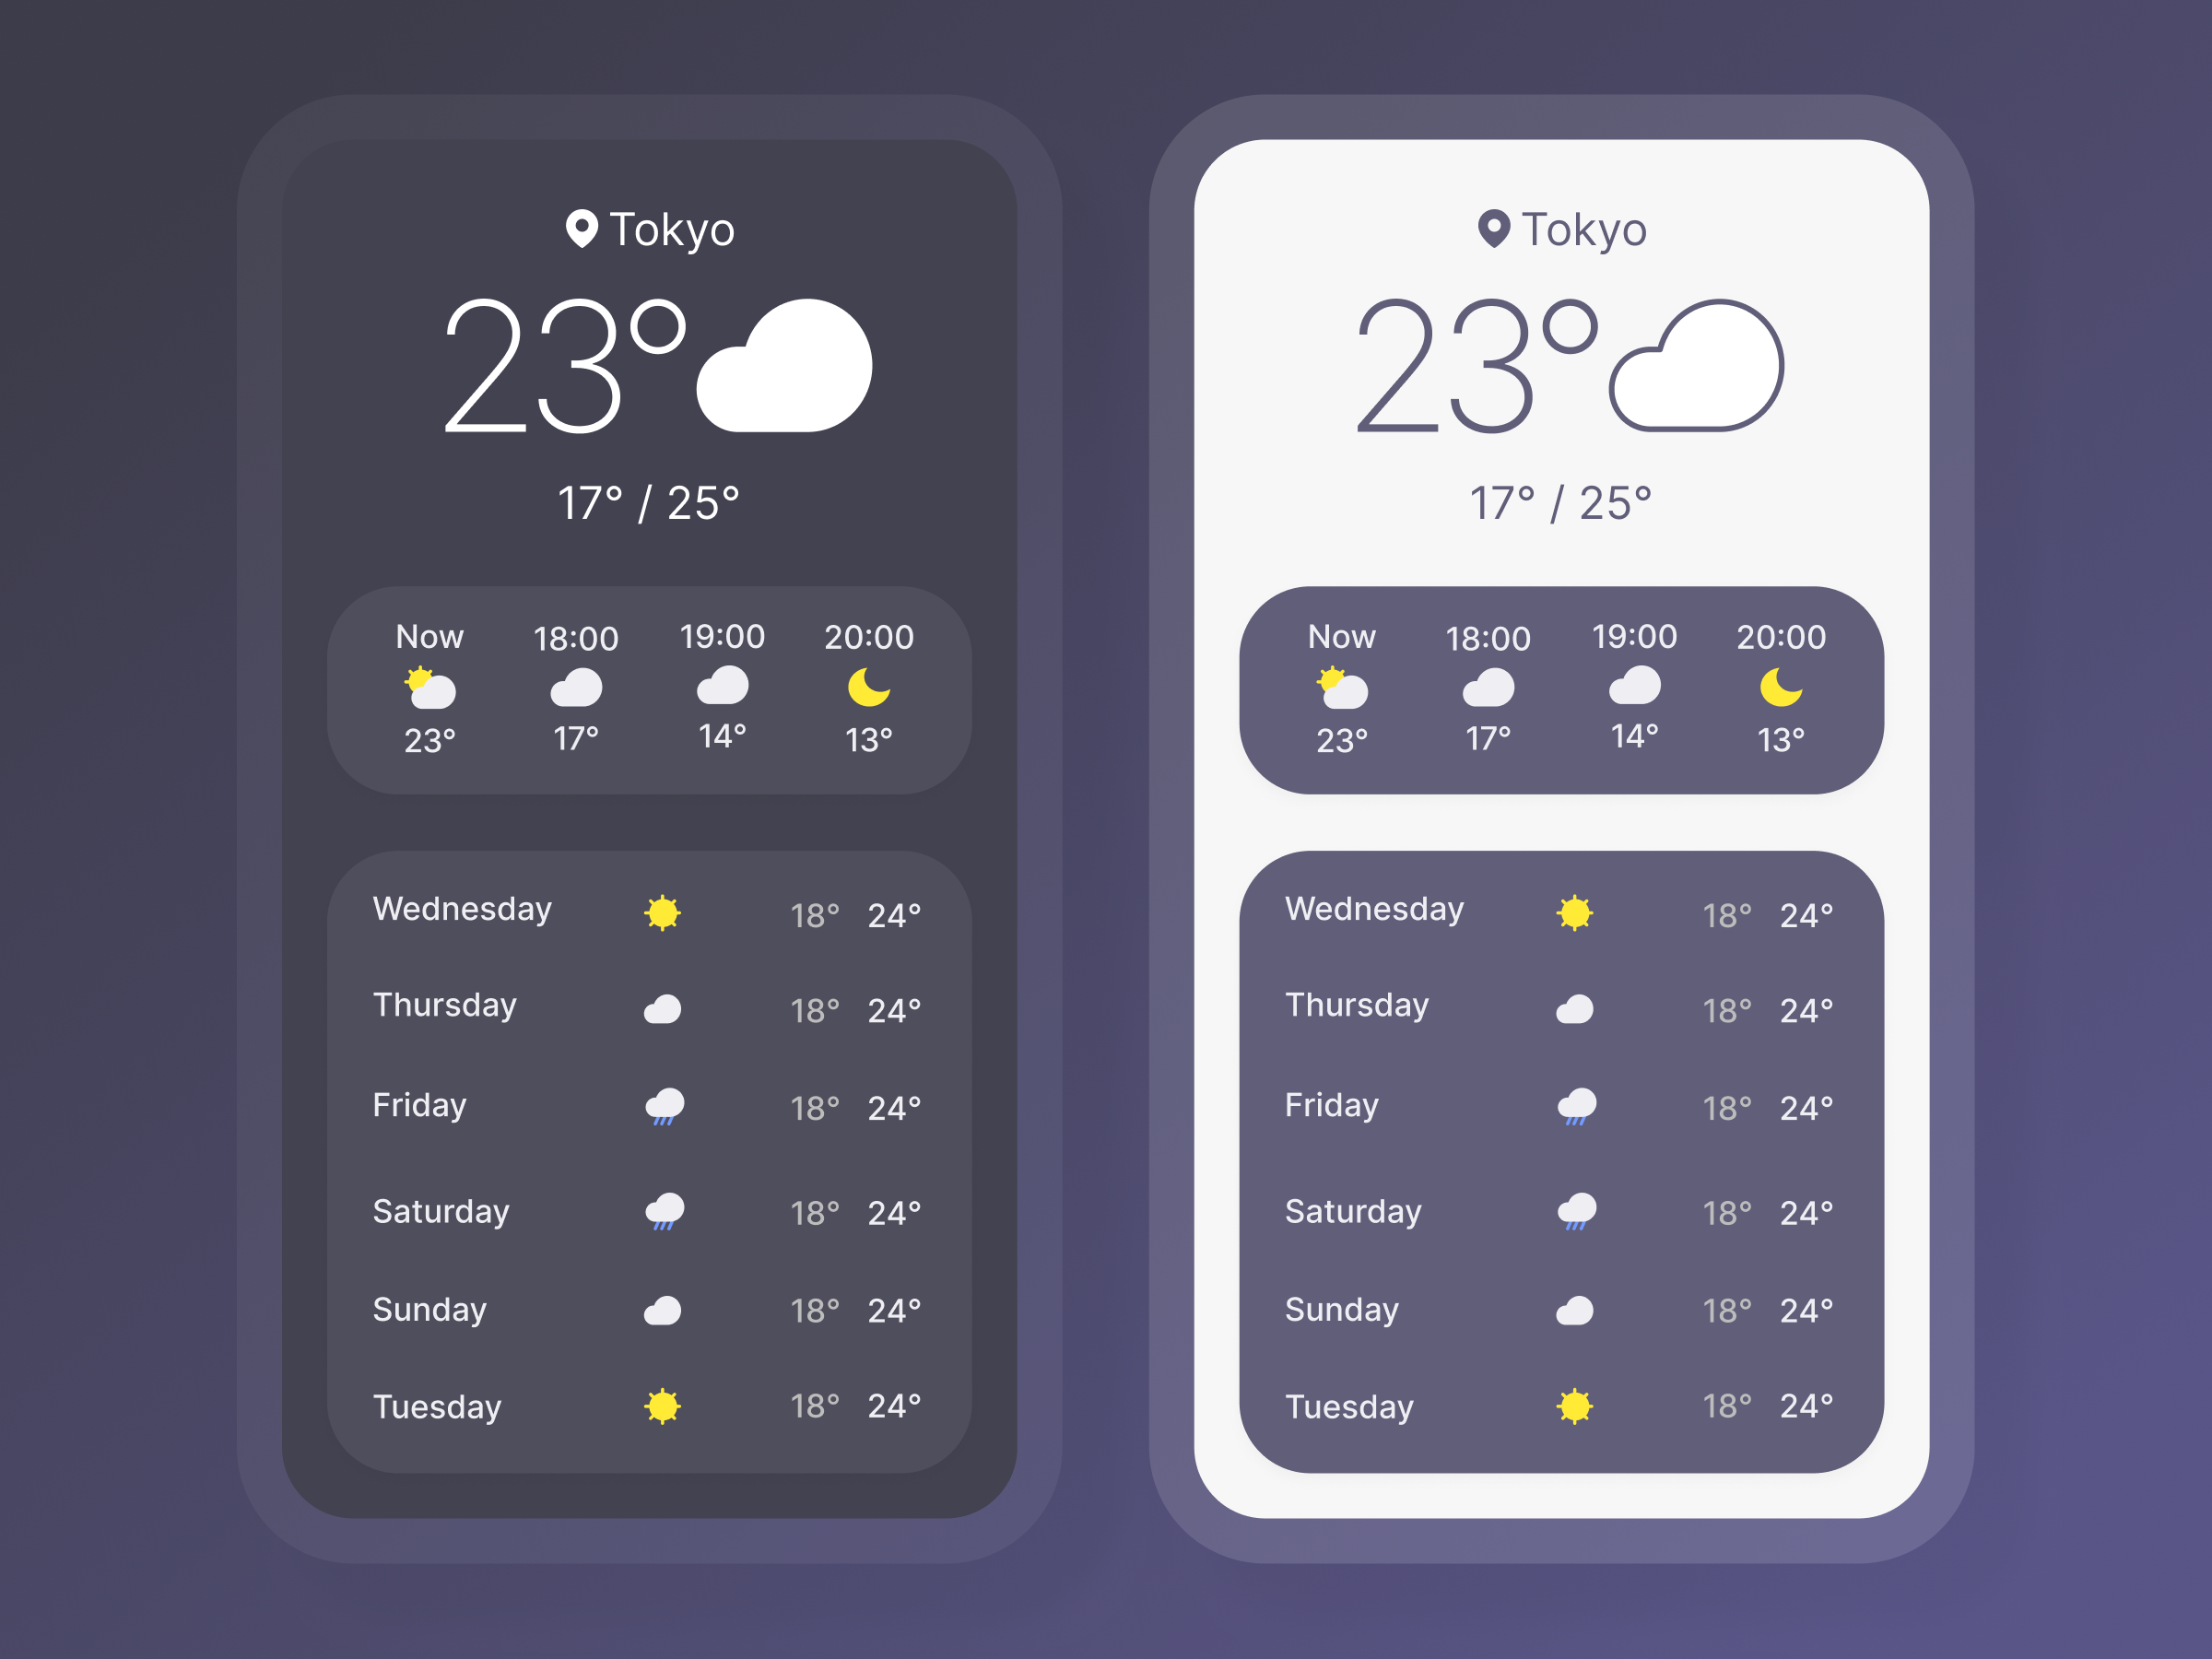 Tokyo
23°
17° / 25°
Now 18:00 19:00 20:00
23° 17° 14° 13°
Wednesday 18° 24°
Thursday 18° 24°
Friday 18° 24°
Saturday 18° 24°
Sunday 18° 24°
Tuesday 18° 24°
Tokyo
23°
17° / 25°
Now 18:00 19:00 20:00
23° 17° 14° 13°
Wednesday 18° 24°
Thursday 18° 24°
Friday 18° 24°
Saturday 18° 24°
Sunday 18° 24°
Tuesday 18° 24°